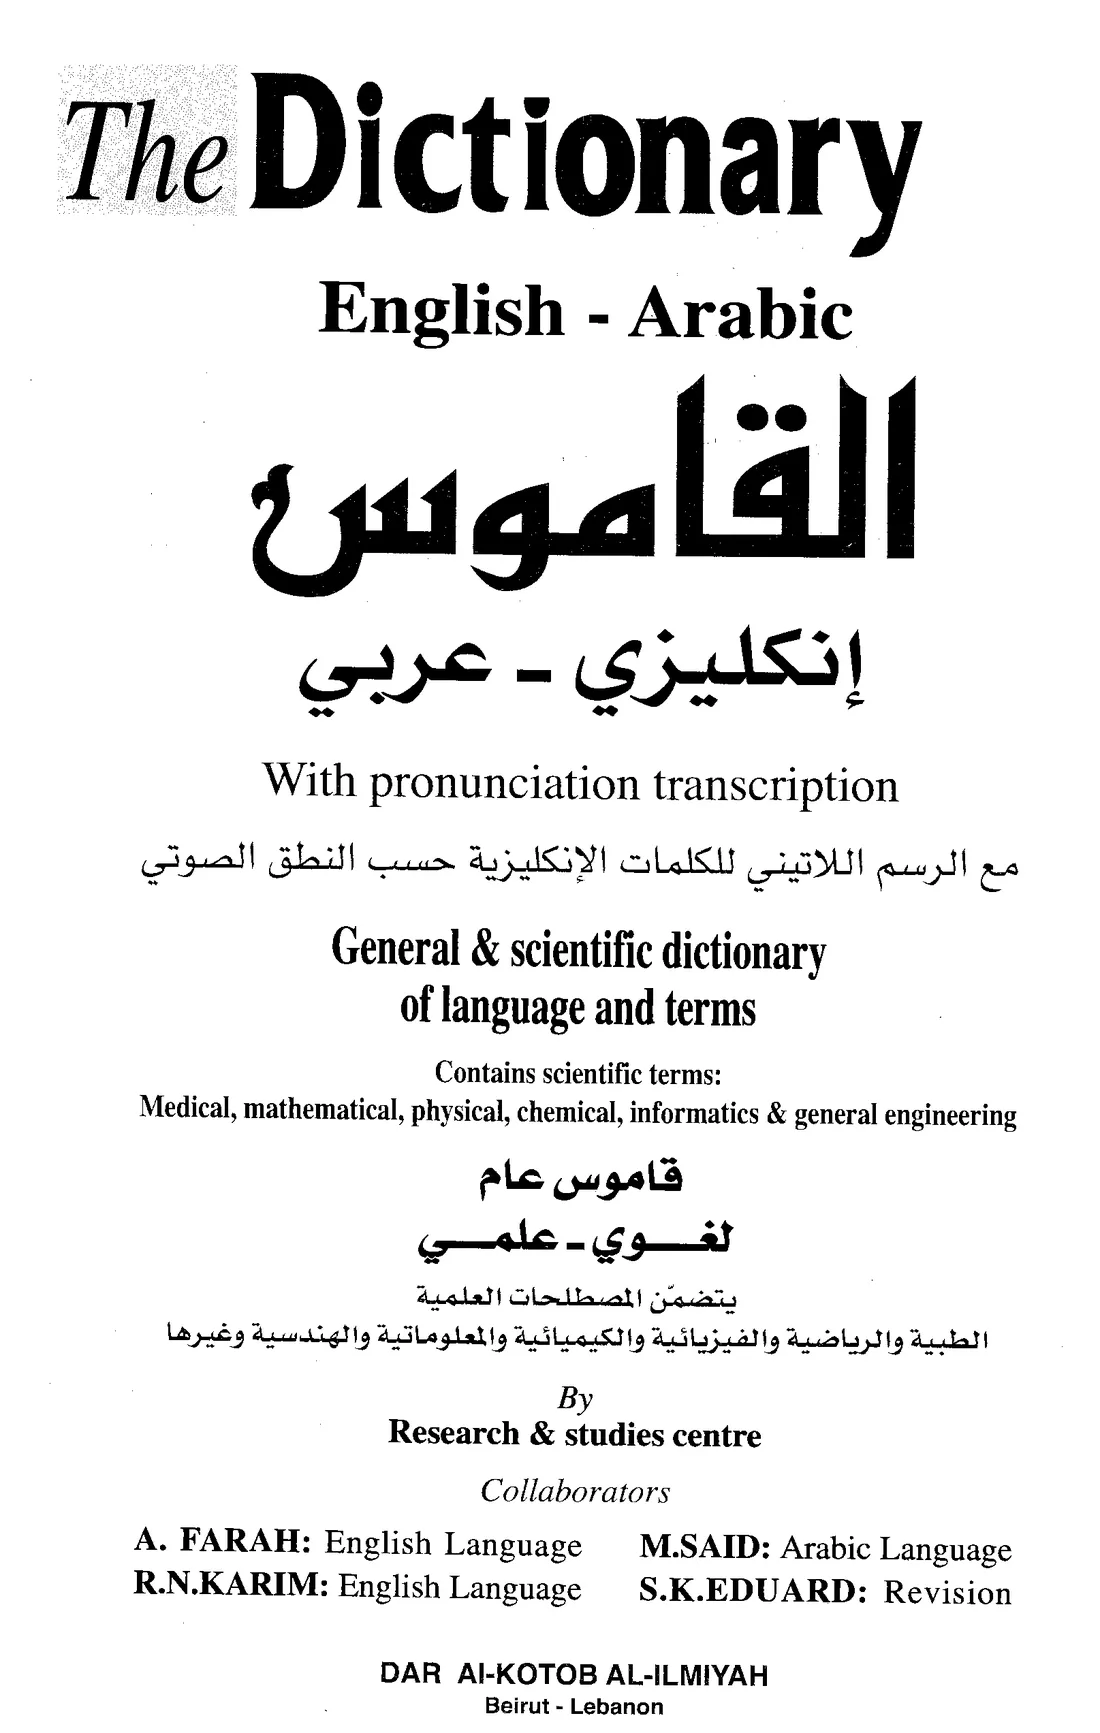 The Dictionary
English - Arabic
القاموس
إنكليزي - عربي
With pronunciation transcription
مع الرسم اللاتيني للكلمات الإنكليزية حسب النطق الصوتي
General & scientific dictionary
of language and terms
Contains scientific terms:
Medical, mathematical, physical, chemical, informatics & general engineering
قاموس عام
لغـــوي - علمـــي
يتضمّن المصطلحات العلمية
الطبية والرياضية والفيزيائية والكيميائية والمعلوماتية والهندسية وغيرها
By
Research & studies centre
Collaborators
A. FARAH: English Language M.SAID: Arabic Language
R.N.KARIM: English Language S.K.EDUARD: Revision
DAR Al-KOTOB AL-ILMIYAH
Beirut - Lebanon